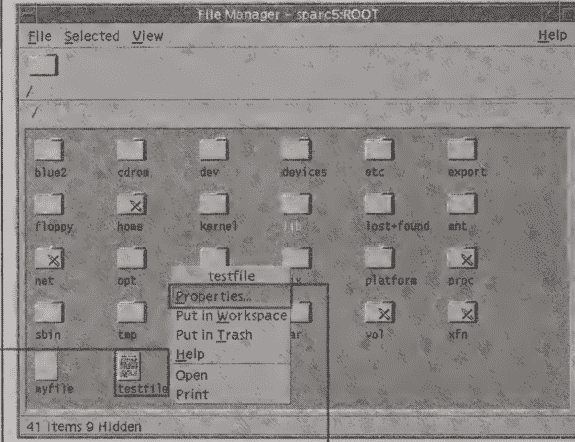 File Manager - sparc5:ROOT
File Selected View Help
/
/
blue2 cdrom dev devices etc export
floppy home kernel lib lost+found mnt
net opt platform proc
sbin tmp vol xfn
myfile testfile
testfile
Properties...
Put in Workspace
Put in Trash
Help
Open
Print
41 Items 9 Hidden